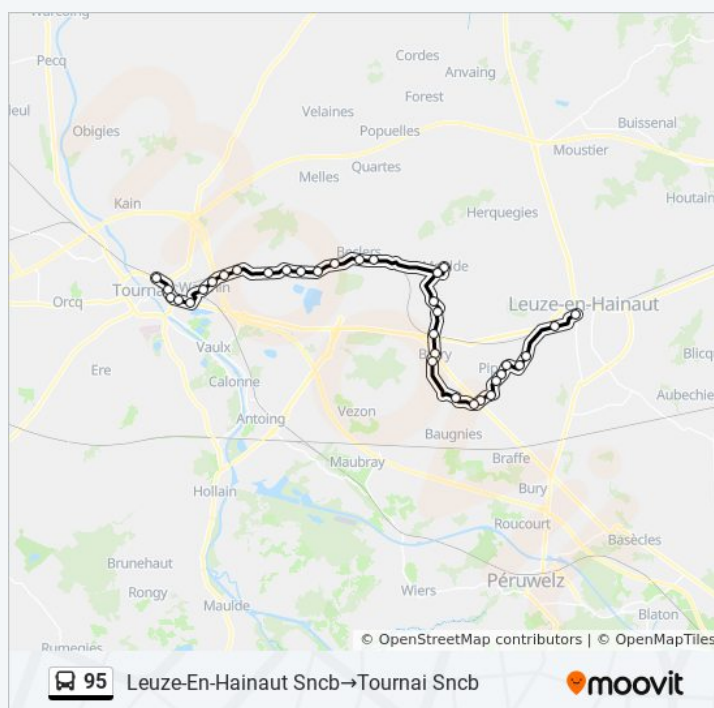 Warcoing
Cordes
Pecq
Anvaing
Forest
Velaines
Buissenal
Obigies
Popuelles
Moustier
Quartes
Melles
Houtain
Kain
Herquegies
Beclers
Orcq
Leuze-en-Hainaut
Vaulx
Ere
Calonne
Blicq
Aubechies
Antoing
Vezon
Baugnies
Maubray
Braffe
Hollain
Bury
Roucourt
Basècles
Brunehaut
Wiers
Péruwelz
Rongy
Maulde
Blaton
Rumegies
© OpenStreetMap contributors | © OpenMapTiles
95 Leuze-En-Hainaut Sncb→Tournai Sncb
moovit